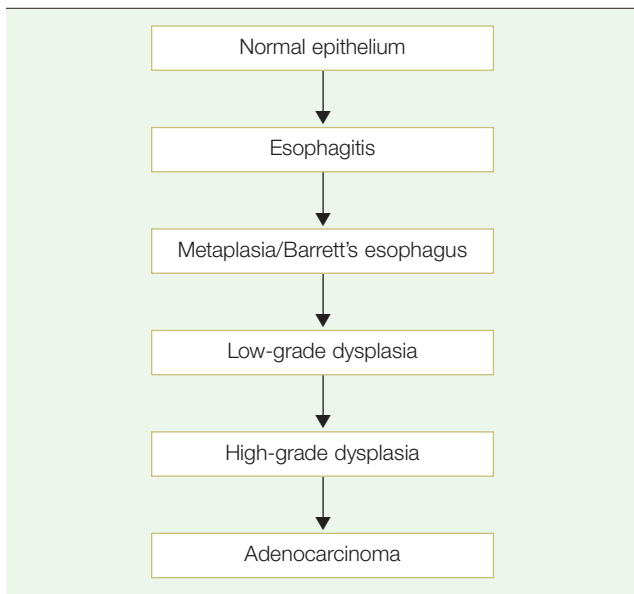 Normal epithelium
Esophagitis
Metaplasia/Barrett's esophagus
Low-grade dysplasia
High-grade dysplasia
Adenocarcinoma